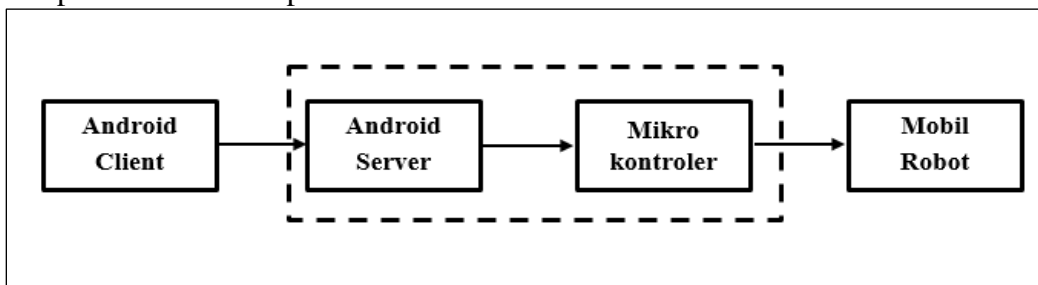 Android
Client
Android
Server
Mikro
kontroler
Mobil
Robot